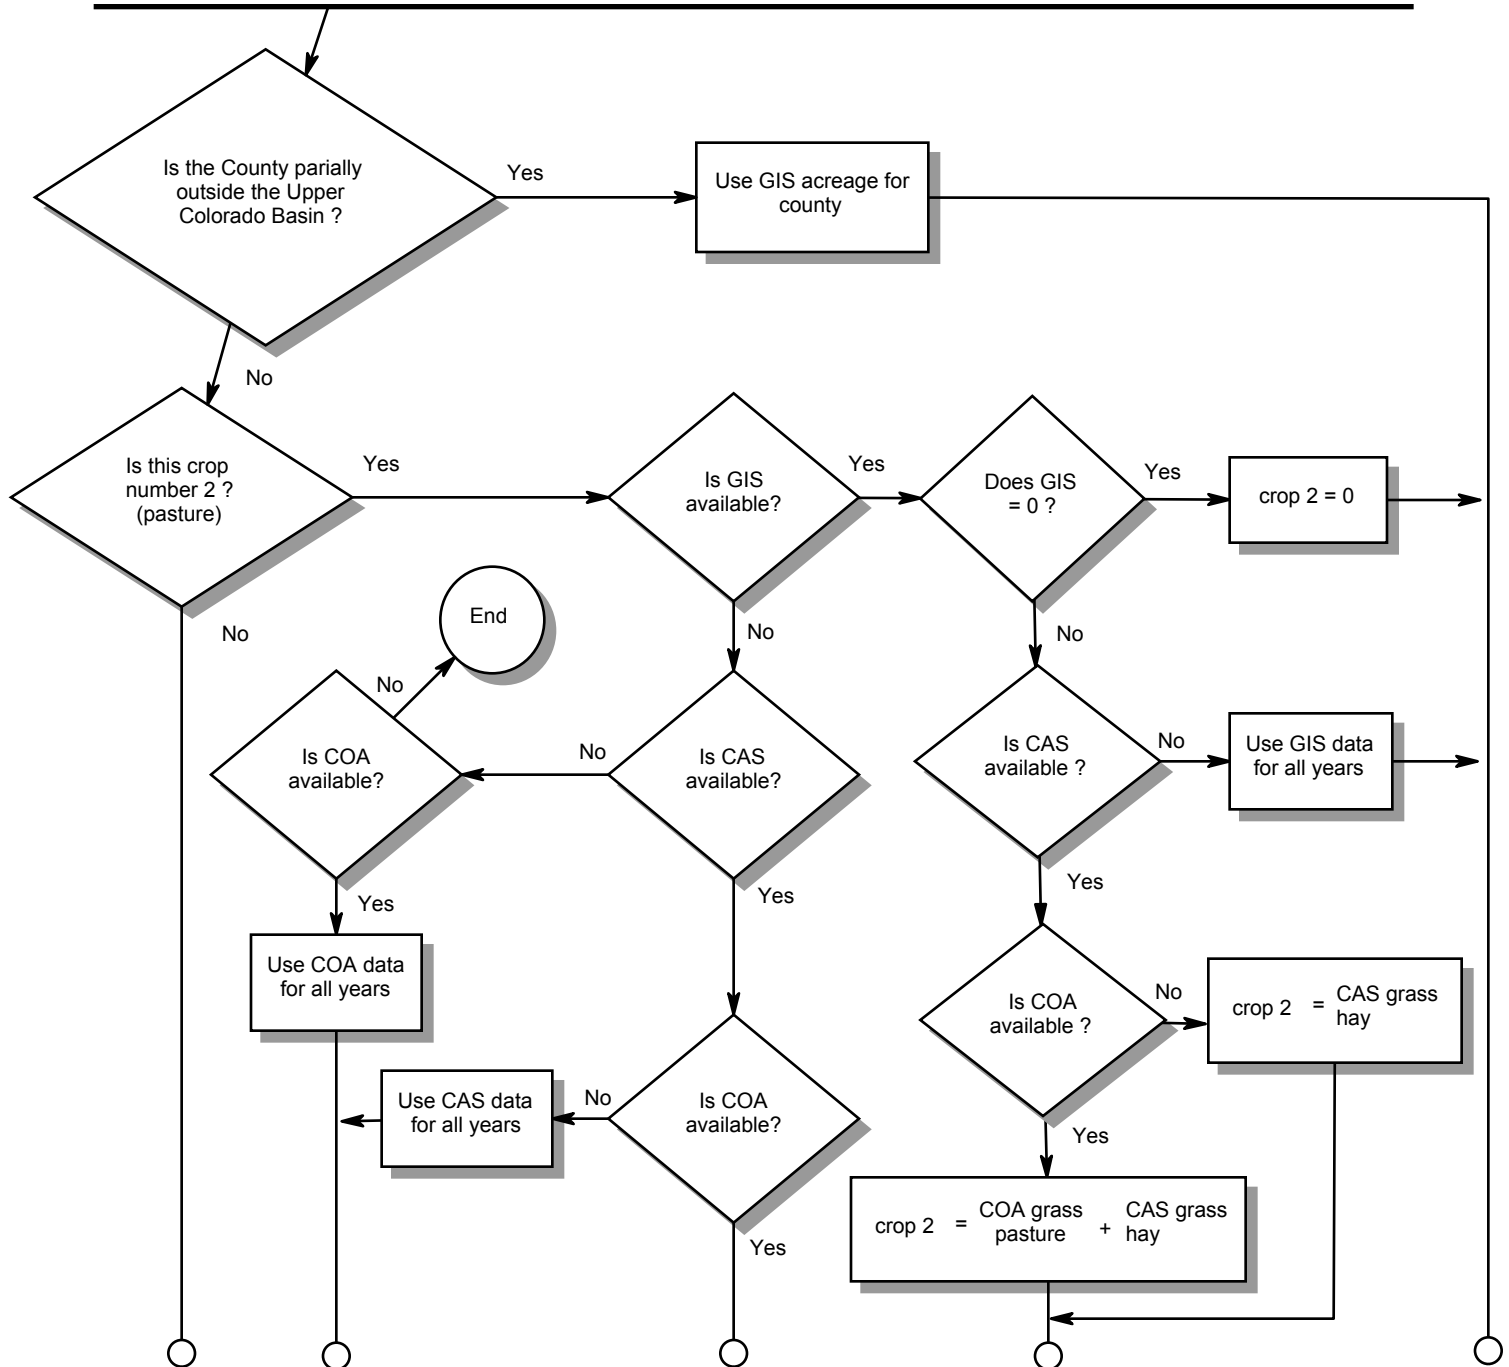 Is the County parially
outside the Upper
Colorado Basin ?
Yes
Use GIS acreage for
county
No
Is this crop
number 2 ?
(pasture)
Yes
Is GIS
available?
Yes
Does GIS
= 0 ?
Yes
crop 2 = 0
No
End
No
No
No
Is COA
available?
No
Is CAS
available?
Is CAS
available ?
No
Use GIS data
for all years
Yes
Yes
Yes
Use COA data
for all years
Is COA
available ?
No
crop 2 = CAS grass
hay
Use CAS data
for all years
No
Is COA
available?
Yes
Yes
crop 2 = COA grass
pasture + CAS grass
hay